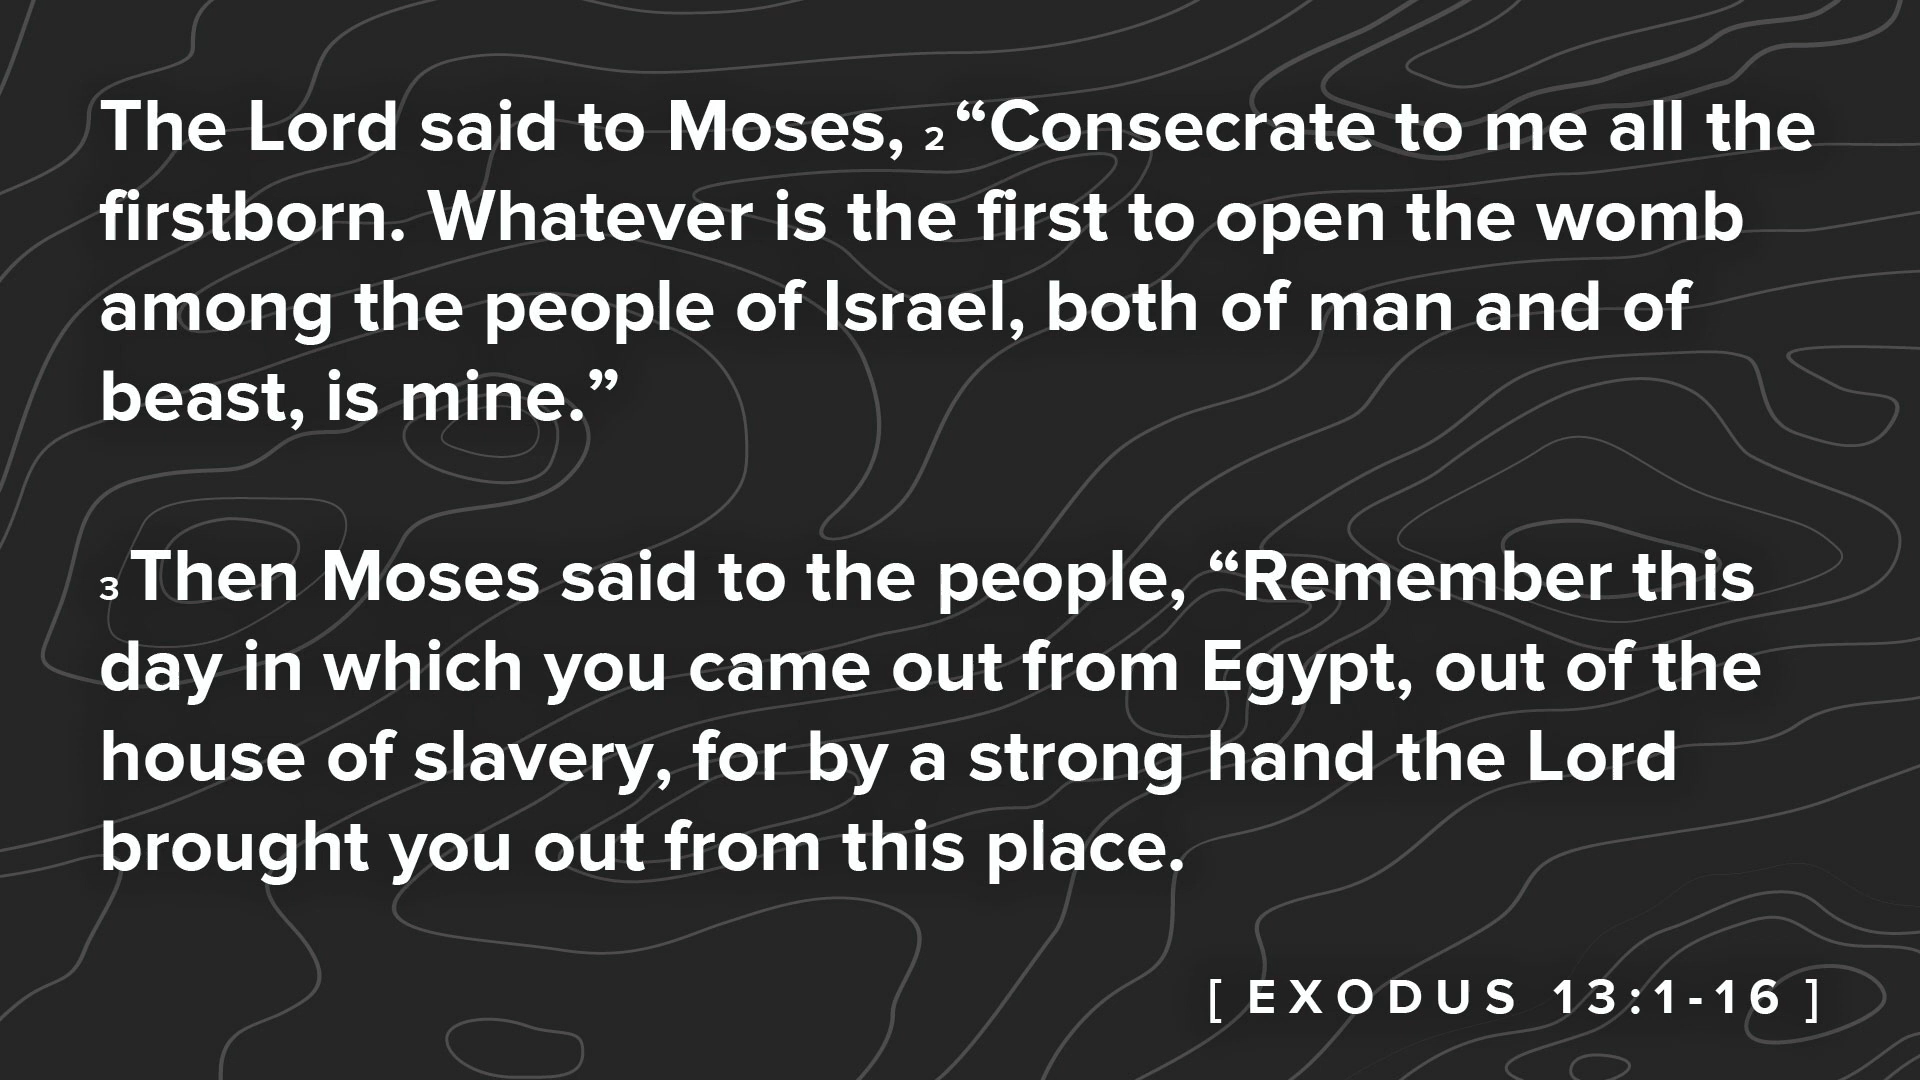 The Lord said to Moses, 2 “Consecrate to me all the
firstborn. Whatever is the first to open the womb
among the people of Israel, both of man and of
beast, is mine.”
3 Then Moses said to the people, “Remember this
day in which you came out from Egypt, out of the
house of slavery, for by a strong hand the Lord
brought you out from this place.
[ EXODUS 13:1-16 ]